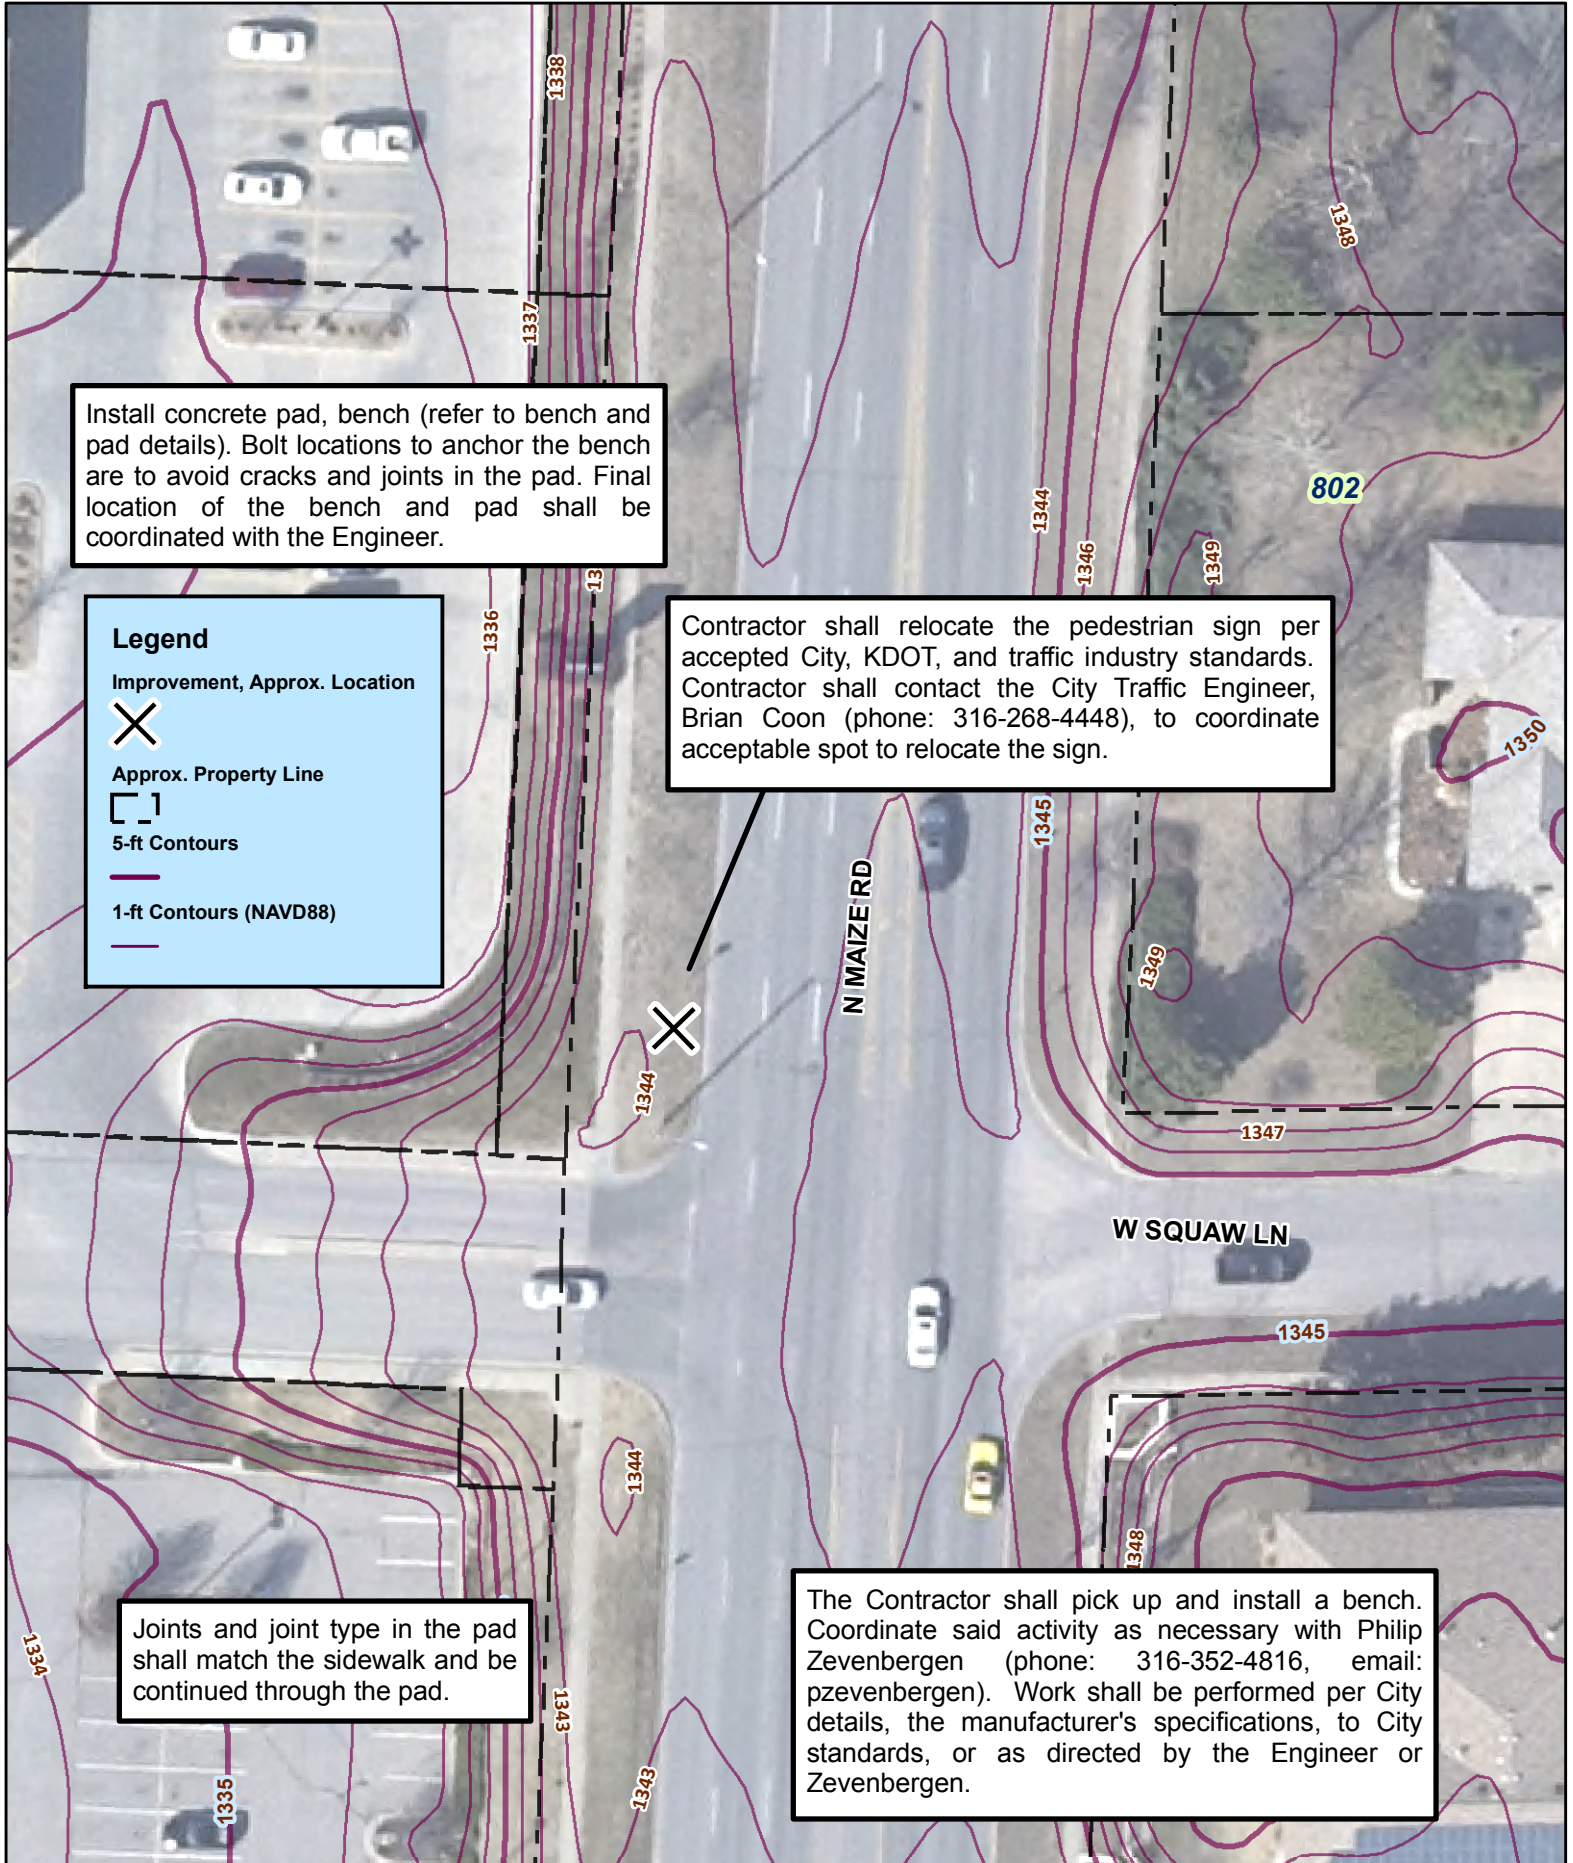 1338
1348
1337
Install concrete pad, bench (refer to bench and
pad details). Bolt locations to anchor the bench
are to avoid cracks and joints in the pad. Final
location of the bench and pad shall be
coordinated with the Engineer.
802
1344
1346
1349
13
1336
Legend
Improvement, Approx. Location
Approx. Property Line
5-ft Contours
1-ft Contours (NAVD88)
Contractor shall relocate the pedestrian sign per
accepted City, KDOT, and traffic industry standards.
Contractor shall contact the City Traffic Engineer,
Brian Coon (phone: 316-268-4448), to coordinate
acceptable spot to relocate the sign.
1350
1345
N MAIZE RD
1349
1344
1347
W SQUAW LN
1345
1344
1348
Joints and joint type in the pad
shall match the sidewalk and be
continued through the pad.
The Contractor shall pick up and install a bench.
Coordinate said activity as necessary with Philip
Zevenbergen (phone: 316-352-4816, email:
pzevenbergen). Work shall be performed per City
details, the manufacturer's specifications, to City
standards, or as directed by the Engineer or
Zevenbergen.
1334
1343
1335
1343